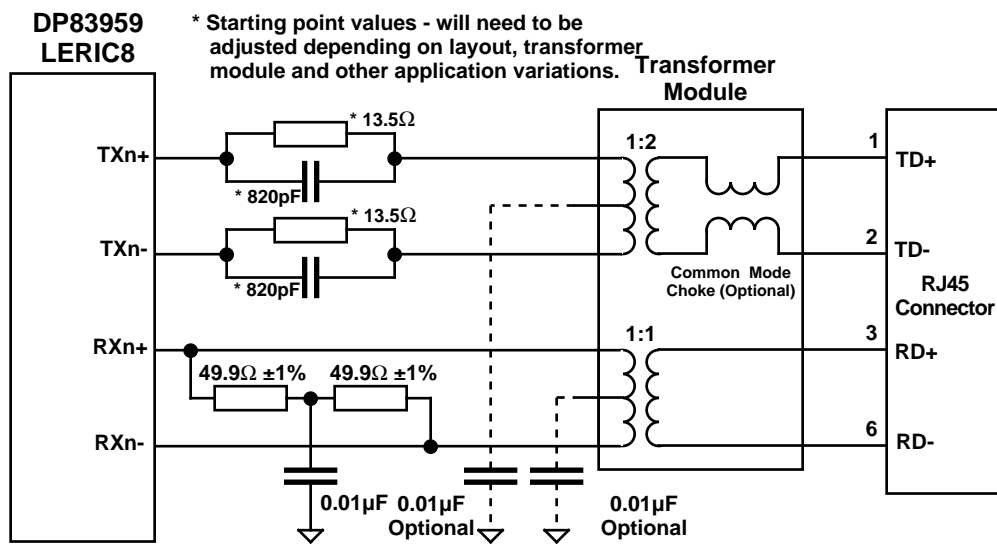 DP83959
LERIC8
* Starting point values - will need to be
adjusted depending on layout, transformer
module and other application variations.
Transformer
Module
TXn+
* 13.5Ω
* 820pF
TXn-
* 13.5Ω
* 820pF
1:2
1
TD+
2
TD-
Common Mode
Choke (Optional)
RJ45
Connector
RXn+
49.9Ω ±1%
49.9Ω ±1%
1:1
3
RD+
RXn-
6
RD-
0.01µF
0.01µF
Optional
0.01µF
Optional